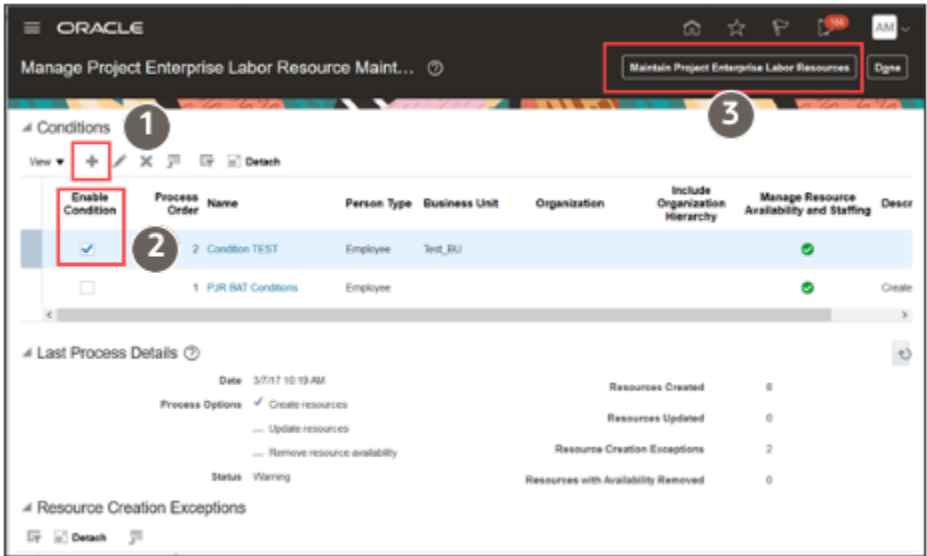 ORACLE
166
AM
Manage Project Enterprise Labor Resource Maint...
Maintain Project Enterprise Labor Resources
Done
3
Conditions
1
View
Detach
Enable Condition
Process Order
Name
Person Type
Business Unit
Organization
Include Organization Hierarchy
Manage Resource Availability and Staffing
Descr
2
2 Condition TEST Employee Test_BU
1 PJR BAT Conditions Employee Create
Last Process Details
Date 3/7/17 10:19 AM
Resources Created
Process Options Create resources
Resources Updated 0
Update resources
Resource Creation Exceptions 2
Remove resource availability
Status Warning
Resources with Availability Removed 0
Resource Creation Exceptions
Detach